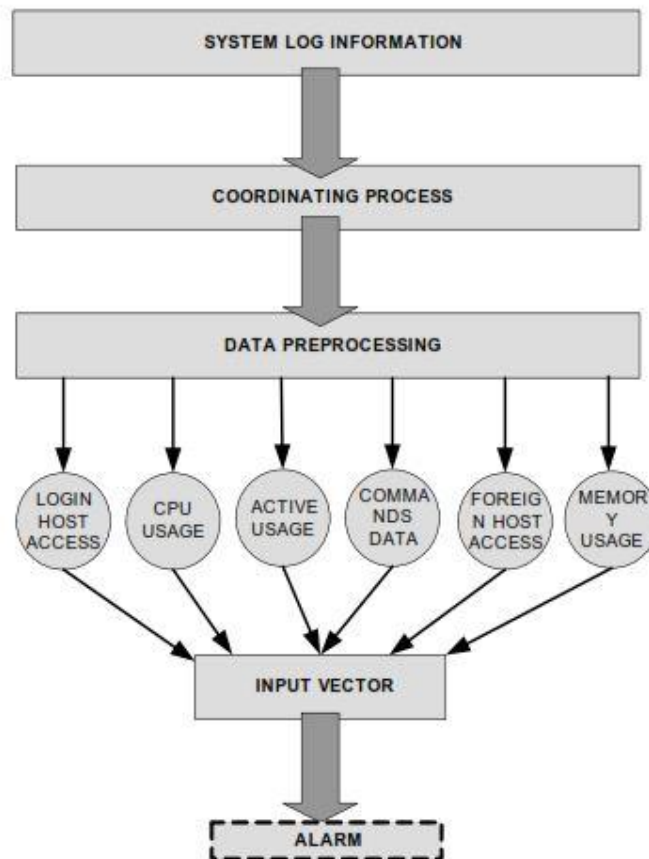 SYSTEM LOG INFORMATION
COORDINATING PROCESS
DATA PREPROCESSING
LOGIN
HOST
ACCESS
CPU
USAGE
ACTIVE
USAGE
COMMA
NDS
DATA
FOREIG
N HOST
ACCESS
MEMOR
Y
USAGE
INPUT VECTOR
ALARM